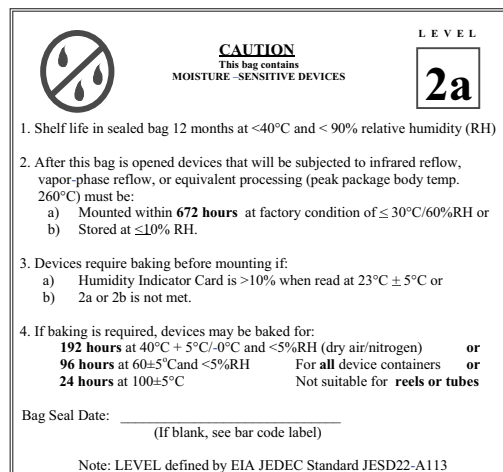 LEVEL
CAUTION
This bag contains
MOISTURE –SENSITIVE DEVICES
2a
1. Shelf life in sealed bag 12 months at <40°C and < 90% relative humidity (RH)
2. After this bag is opened devices that will be subjected to infrared reflow,
vapor-phase reflow, or equivalent processing (peak package body temp.
260°C) must be:
a) Mounted within 672 hours at factory condition of ≤ 30°C/60%RH or
b) Stored at ≤10% RH.
3. Devices require baking before mounting if:
a) Humidity Indicator Card is >10% when read at 23°C ± 5°C or
b) 2a or 2b is not met.
4. If baking is required, devices may be baked for:
192 hours at 40°C + 5°C/-0°C and <5%RH (dry air/nitrogen) or
96 hours at 60±5°Cand <5%RH For all device containers or
24 hours at 100±5°C Not suitable for reels or tubes
Bag Seal Date: ______________________________
(If blank, see bar code label)
Note: LEVEL defined by EIA JEDEC Standard JESD22-A113